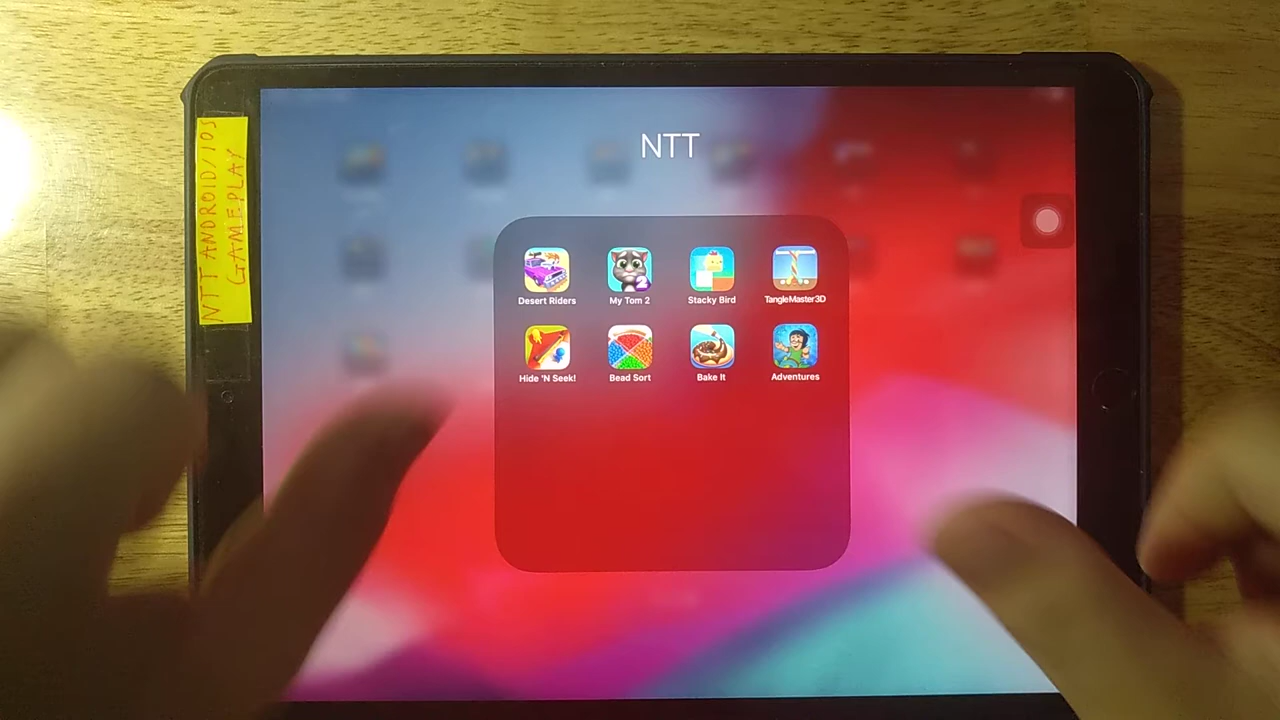 NTT ANDROID/IOS
GAMEPLAY
NTT
Desert Riders
My Tom 2
Stacky Bird
TangleMaster3D
Hide 'N Seek!
Bead Sort
Bake It
Adventures